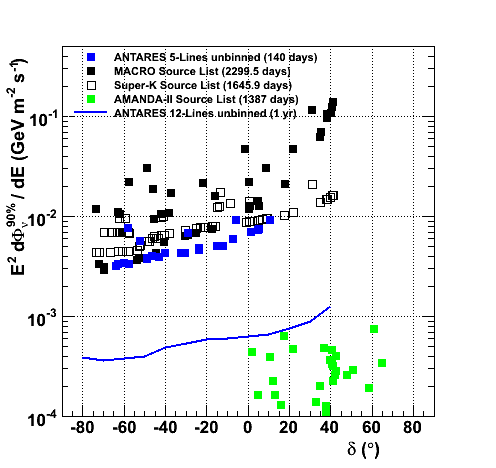 E² dΦᵥ⁹⁰% / dE (GeV m⁻² s⁻¹)
ANTARES 5-Lines unbinned (140 days)
MACRO Source List (2299.5 days)
Super-K Source List (1645.9 days)
AMANDA-II Source List (1387 days)
ANTARES 12-Lines unbinned (1 yr)
10⁻¹
10⁻²
10⁻³
10⁻⁴
-80 -60 -40 -20 0 20 40 60 80
δ (°)